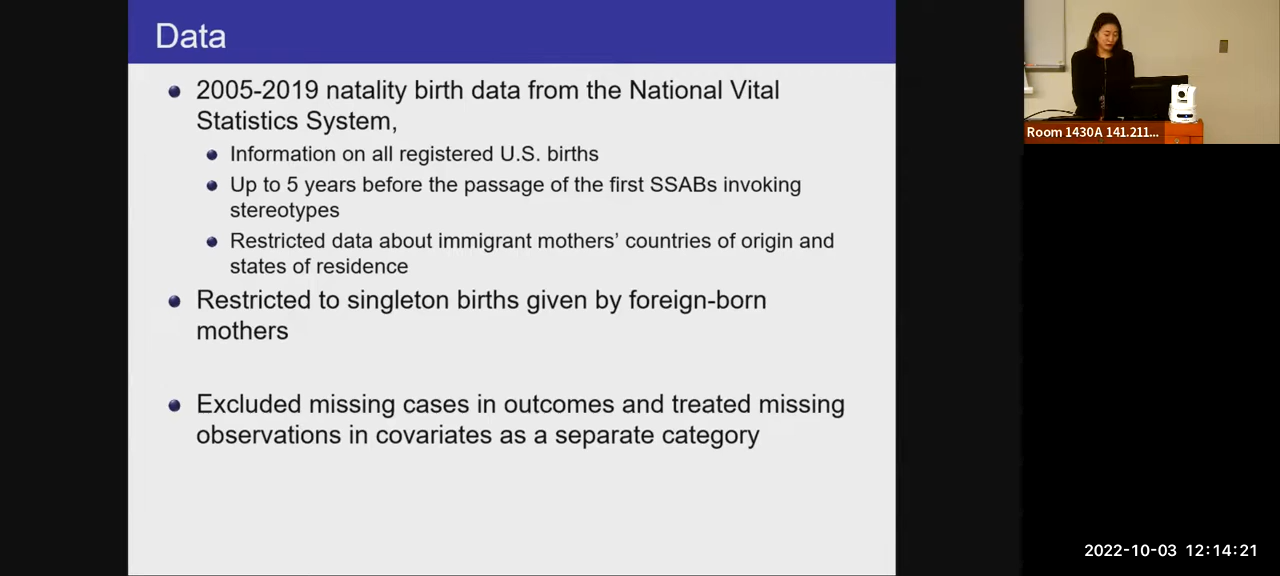 Data
2005-2019 natality birth data from the National Vital
Statistics System,
Information on all registered U.S. births
Up to 5 years before the passage of the first SSABs invoking
stereotypes
Restricted data about immigrant mothers’ countries of origin and
states of residence
Restricted to singleton births given by foreign-born
mothers
Excluded missing cases in outcomes and treated missing
observations in covariates as a separate category
Room 1430A 141.211...
2022-10-03 12:14:21